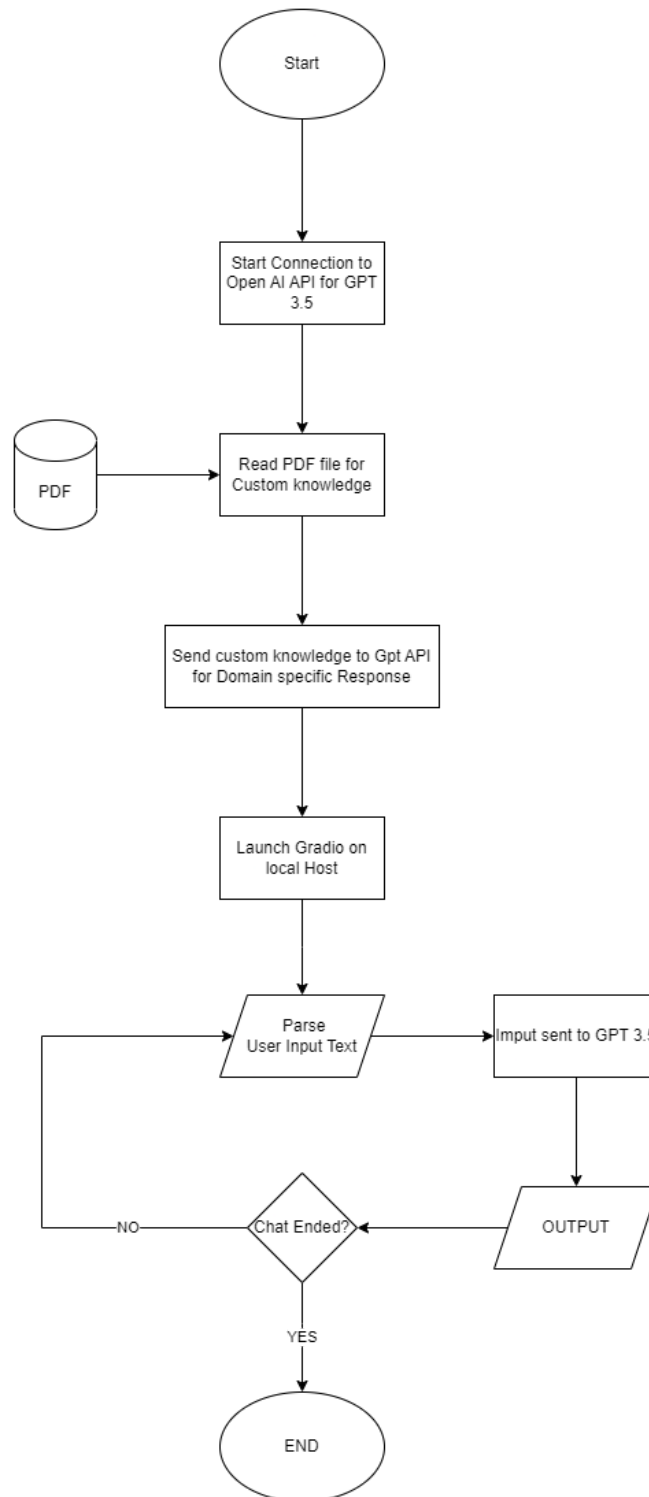 Start
Start Connection to
Open AI API for GPT
3.5
PDF
Read PDF file for
Custom knowledge
Send custom knowledge to Gpt API
for Domain specific Response
Launch Gradio on
local Host
Parse
User Input Text
Imput sent to GPT 3.5
OUTPUT
Chat Ended?
NO
YES
END